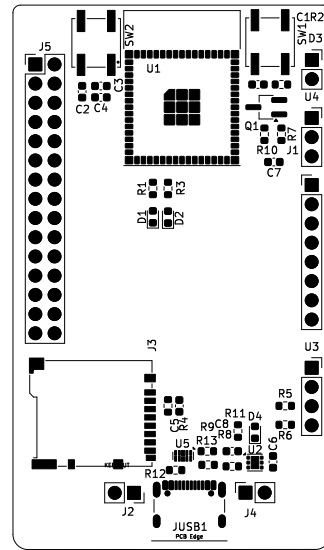 SW2
SW1
C1R2
D3
J5
U1
C3
C2
C4
U4
Q1
R10
R7
J1
C7
R1
R3
D1
D2
J3
U3
C5
R4
R5
R6
R11
D4
C8
R9
R8
R13
U5
U2
C6
R12
J2
J4
JUSB1
PCB Edge